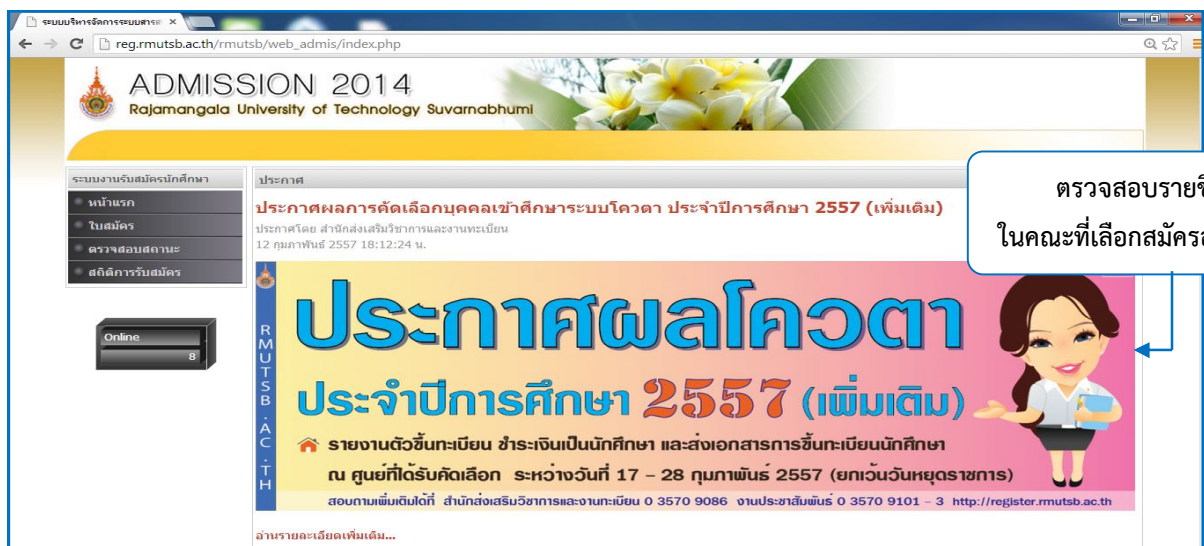 ระบบบริหารจัดการระบบสารส
reg.rmutsb.ac.th/rmutsb/web_admis/index.php
ADMISSION 2014
Rajamangala University of Technology Suvarnabhumi
ระบบงานรับสมัครนักศึกษา
หน้าแรก
ใบสมัคร
ตรวจสอบสถานะ
สถิติการรับสมัคร
Online
8
ประกาศ
ประกาศผลการคัดเลือกบุคคลเข้าศึกษาระบบโควตา ประจำปีการศึกษา 2557 (เพิ่มเติม)
ประกาศโดย สำนักส่งเสริมวิชาการและงานทะเบียน
12 กุมภาพันธ์ 2557 18:12:24 น.
ตรวจสอบรายชื่
ในคณะที่เลือกสมัคร
RMUTSB.AC.TH
ประกาศผลโควตา
ประจำปีการศึกษา 2557 (เพิ่มเติม)
รายงานตัวขึ้นทะเบียน ชำระเงินเป็นนักศึกษา และส่งเอกสารการขึ้นทะเบียนนักศึกษา
ณ ศูนย์ที่ได้รับคัดเลือก ระหว่างวันที่ 17 – 28 กุมภาพันธ์ 2557 (ยกเว้นวันหยุดราชการ)
สอบถามเพิ่มเติมได้ที่ สำนักส่งเสริมวิชาการและงานทะเบียน 0 3570 9086 งานประชาสัมพันธ์ 0 3570 9101 - 3 http://register.rmutsb.ac.th
อ่านรายละเอียดเพิ่มเติม...